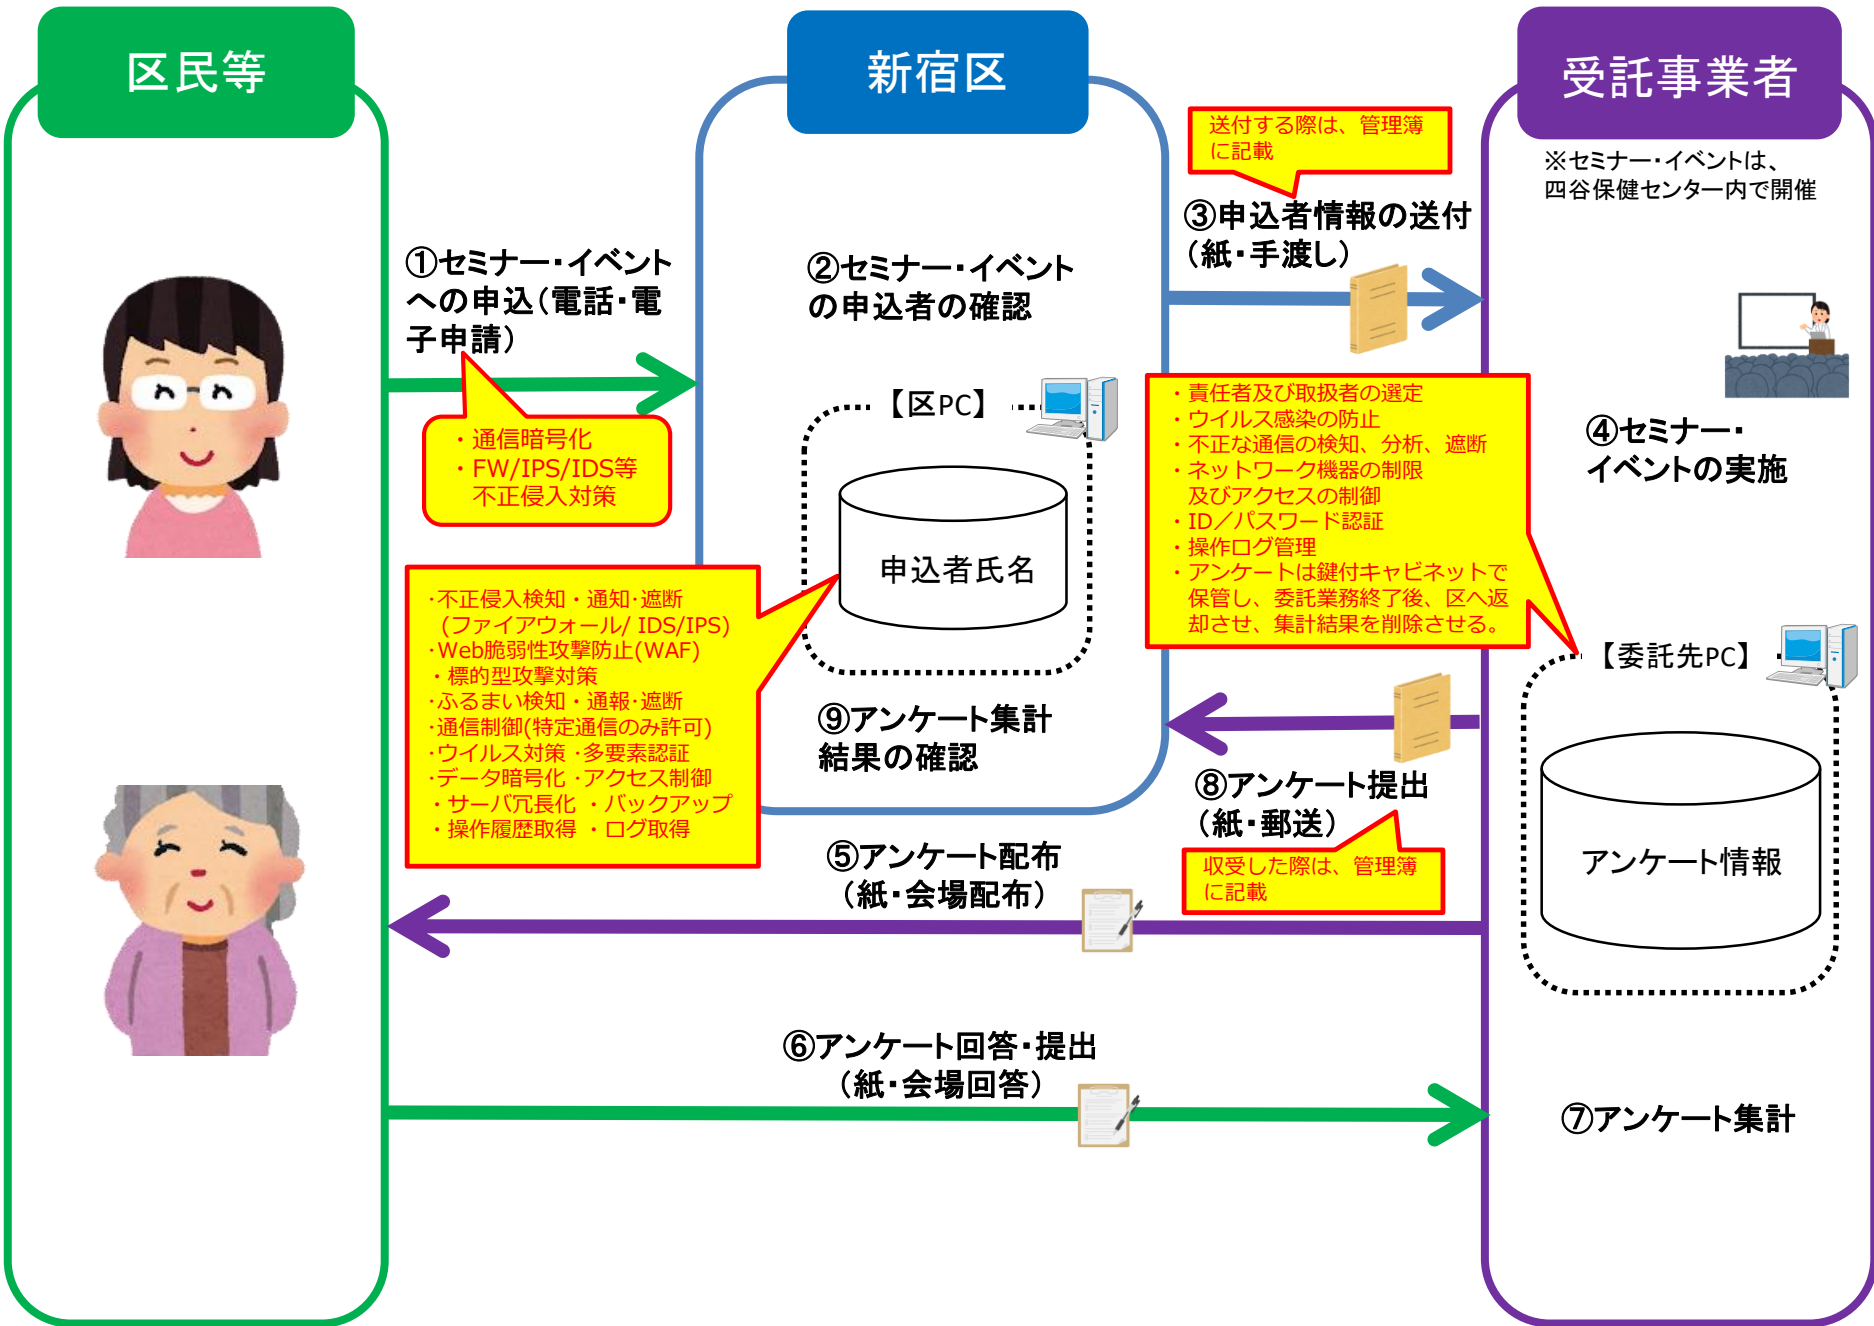 区民等
新宿区
受託事業者
※セミナー・イベントは、
四谷保健センター内で開催
送付する際は、管理簿
に記載
③申込者情報の送付
（紙・手渡し）
①セミナー・イベント
への申込（電話・電
子申請）
・通信暗号化
・FW/IPS/IDS等
不正侵入対策
②セミナー・イベント
の申込者の確認
【区PC】
申込者氏名
・不正侵入検知・通知・遮断
(ファイアウォール/ IDS/IPS)
・Web脆弱性攻撃防止(WAF)
・標的型攻撃対策
・ふるまい検知・通報・遮断
・通信制御(特定通信のみ許可)
・ウイルス対策 ・多要素認証
・データ暗号化 ・アクセス制御
・サーバ冗長化 ・バックアップ
・操作履歴取得 ・ログ取得
・責任者及び取扱者の選定
・ウイルス感染の防止
・不正な通信の検知、分析、遮断
・ネットワーク機器の制限
及びアクセスの制御
・ID／パスワード認証
・操作ログ管理
・アンケートは鍵付キャビネットで
保管し、委託業務終了後、区へ返
却させ、集計結果を削除させる。
④セミナー・
イベントの実施
【委託先PC】
アンケート情報
⑨アンケート集計
結果の確認
⑧アンケート提出
（紙・郵送）
収受した際は、管理簿
に記載
⑤アンケート配布
（紙・会場配布）
⑥アンケート回答・提出
（紙・会場回答）
⑦アンケート集計